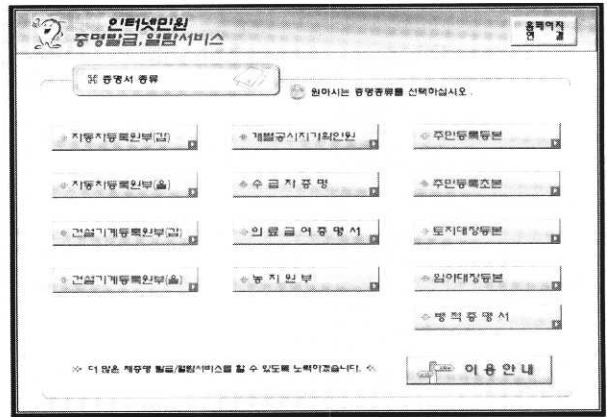 인터넷민원
증명발급,열람서비스
홈페이지
연 결
※ 증명서 종류
원하시는 증명종류를 선택하십시오.
자동차등록원부(갑)
개별공시지가확인원
주민등록등본
자동차등록원부(을)
수 급 자 증 명
주민등록초본
건설기계등록원부(갑)
의 료 급 여 증 명 서
토지대장등본
건설기계등록원부(을)
농 지 원 부
임야대장등본
병 적 증 명 서
※ 더 많은 제증명 발급/열람서비스를 할 수 있도록 노력하겠습니다. ※
이 용 안 내